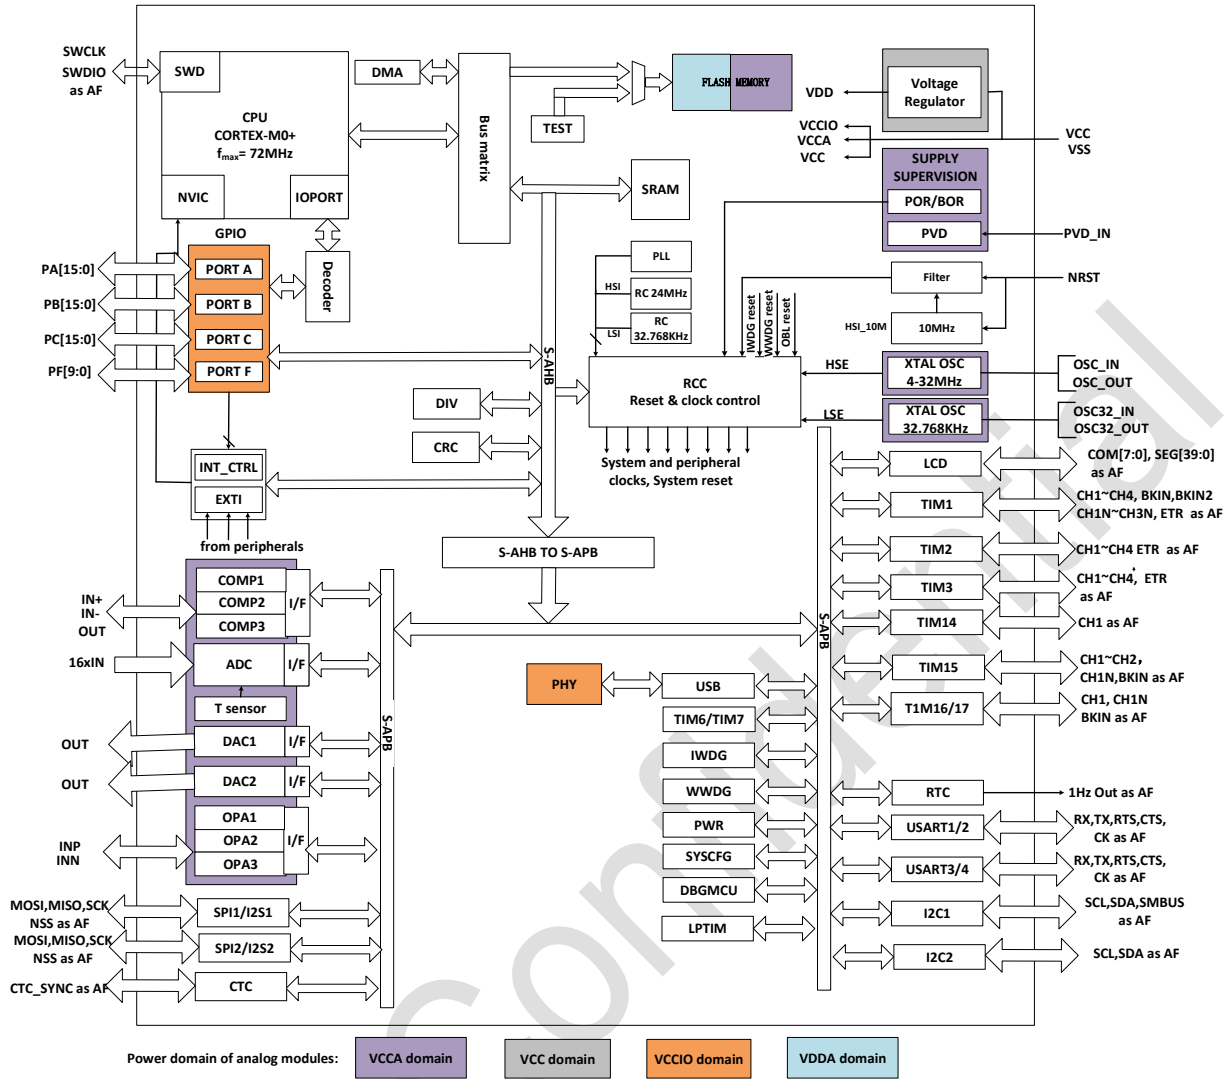 SWCLK
SWDIO
as AF
SWD
CPU
CORTEX-M0+
fmax= 72MHz
NVIC
IOPORT
DMA
Bus matrix
TEST
FLASH MEMORY
SRAM
VDD
Voltage
Regulator
VCCIO
VCCA
VCC
VCC
VSS
SUPPLY
SUPERVISION
POR/BOR
PVD
PVD_IN
GPIO
PORT A
PORT B
PORT C
PORT F
PA[15:0]
PB[15:0]
PC[15:0]
PF[9:0]
Decoder
PLL
HSI
RC 24MHz
LSI
RC
32.768KHz
IWDG reset
WWDG reset
OBL reset
Filter
NRST
HSI_10M
10MHz
S-AHB
RCC
Reset & clock control
HSE
XTAL OSC
4-32MHz
OSC_IN
OSC_OUT
LSE
XTAL OSC
32.768KHz
OSC32_IN
OSC32_OUT
DIV
CRC
System and peripheral
clocks, System reset
INT_CTRL
EXTI
from peripherals
S-AHB TO S-APB
LCD
COM[7:0], SEG[39:0]
as AF
TIM1
CH1~CH4, BKIN,BKIN2
CH1N~CH3N, ETR as AF
TIM2
CH1~CH4 ETR as AF
TIM3
CH1~CH4, ETR
as AF
TIM14
CH1 as AF
TIM15
CH1~CH2,
CH1N,BKIN as AF
T1M16/17
CH1, CH1N
BKIN as AF
RTC
1Hz Out as AF
USART1/2
RX,TX,RTS,CTS,
CK as AF
USART3/4
RX,TX,RTS,CTS,
CK as AF
I2C1
SCL,SDA,SMBUS
as AF
I2C2
SCL,SDA as AF
S-APB
COMP1
COMP2
COMP3
I/F
IN+
IN-
OUT
16xIN
ADC
I/F
T sensor
OUT
DAC1
I/F
OUT
DAC2
I/F
OPA1
OPA2
OPA3
I/F
INP
INN
MOSI,MISO,SCK
NSS as AF
SPI1/I2S1
MOSI,MISO,SCK
NSS as AF
SPI2/I2S2
CTC_SYNC as AF
CTC
S-APB
PHY
USB
TIM6/TIM7
IWDG
WWDG
PWR
SYSCFG
DBGMCU
LPTIM
Confidential
Power domain of analog modules:
VCCA domain
VCC domain
VCCIO domain
VDDA domain